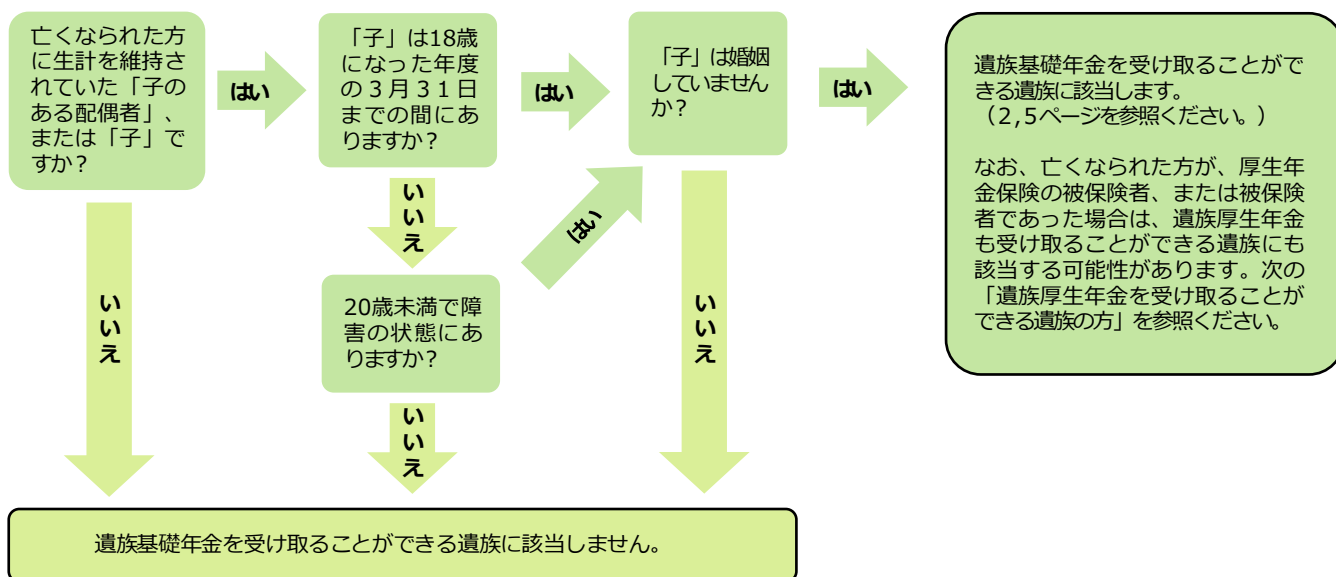 亡くなられた方
に生計を維持さ
れていた「子の
ある配偶者」、
または「子」で
すか？
はい
「子」は18歳
になった年度
の３月３１日
までの間にあ
りますか？
はい
「子」は婚姻
していません
か？
はい
遺族基礎年金を受け取ることがで
きる遺族に該当します。
（２,５ページを参照ください。）
なお、亡くなられた方が、厚生年
金保険の被保険者、または被保険
者であった場合は、遺族厚生年金
も受け取ることができる遺族にも
該当する可能性があります。次の
「遺族厚生年金を受け取ることが
できる遺族の方」を参照ください。
いいえ
いいえ
はい
いいえ
20歳未満で障
害の状態にあ
りますか？
いいえ
遺族基礎年金を受け取ることができる遺族に該当しません。